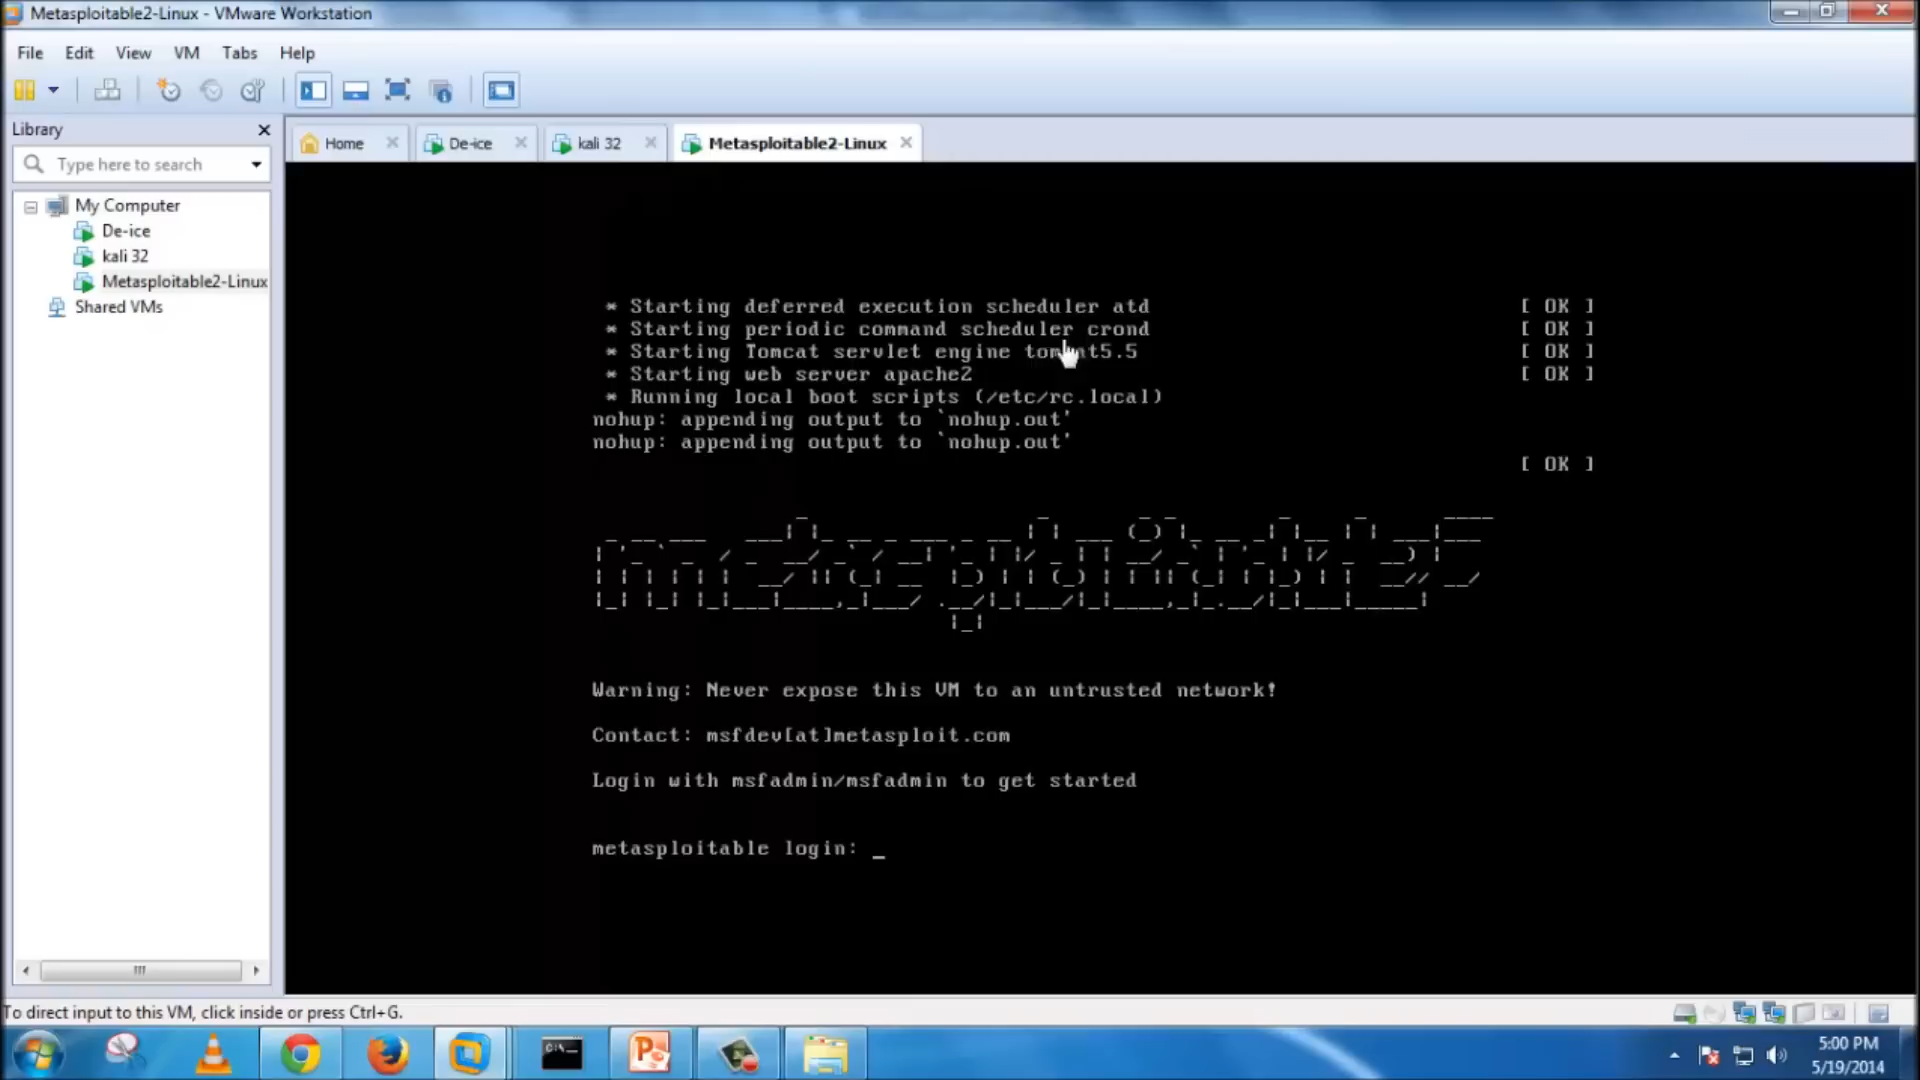 Metasploitable2-Linux - VMware Workstation
File Edit View VM Tabs Help
Library
Type here to search
My Computer
De-ice
kali 32
Metasploitable2-Linux
Shared VMs
Home De-ice kali 32 Metasploitable2-Linux
* Starting deferred execution scheduler atd [ OK ]
* Starting periodic command scheduler crond [ OK ]
* Starting Tomcat servlet engine tomcat5.5 [ OK ]
* Starting web server apache2 [ OK ]
* Running local boot scripts (/etc/rc.local)
nohup: appending output to `nohup.out'
nohup: appending output to `nohup.out'
[ OK ]
metasploitable2
Warning: Never expose this VM to an untrusted network!
Contact: msfdev[at]metasploit.com
Login with msfadmin/msfadmin to get started
metasploitable login: _
To direct input to this VM, click inside or press Ctrl+G.
5:00 PM
5/19/2014